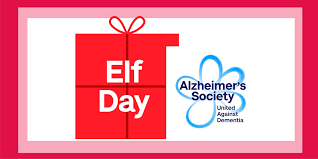 Elf
Day
Alzheimer's
Society
United
Against
Dementia